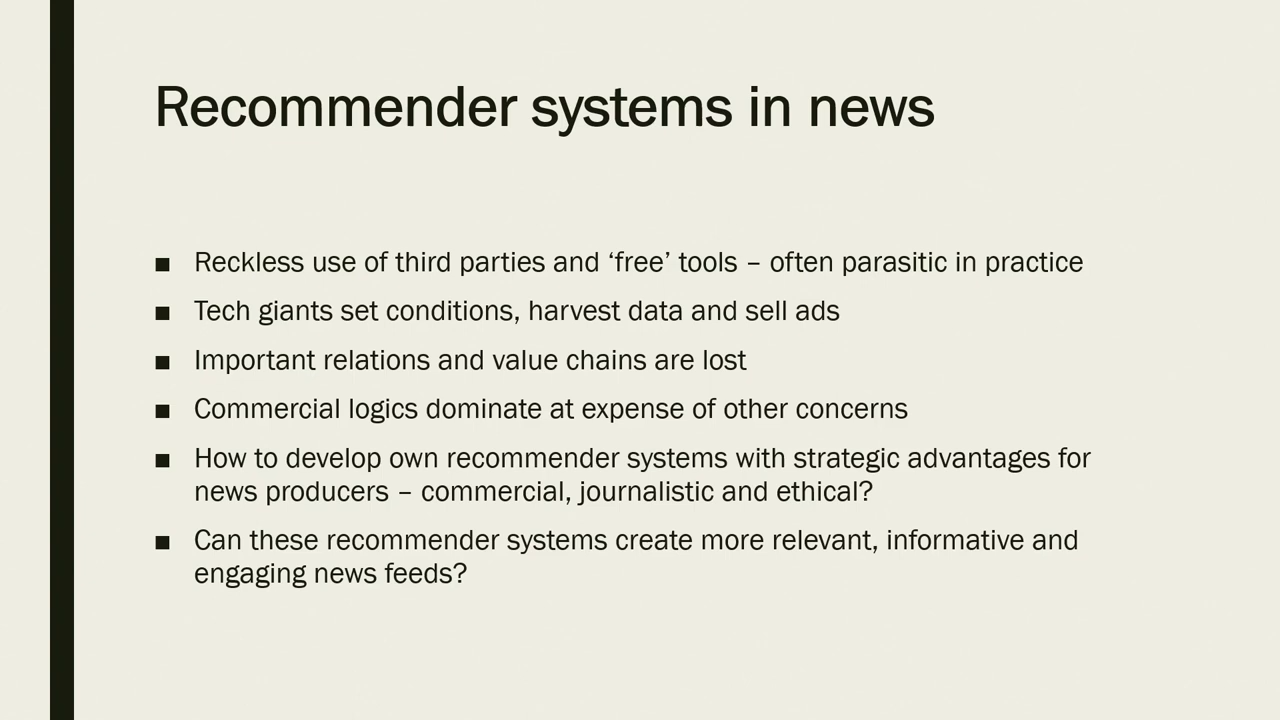 Recommender systems in news
■ Reckless use of third parties and ‘free’ tools – often parasitic in practice
■ Tech giants set conditions, harvest data and sell ads
■ Important relations and value chains are lost
■ Commercial logics dominate at expense of other concerns
■ How to develop own recommender systems with strategic advantages for
news producers – commercial, journalistic and ethical?
■ Can these recommender systems create more relevant, informative and
engaging news feeds?